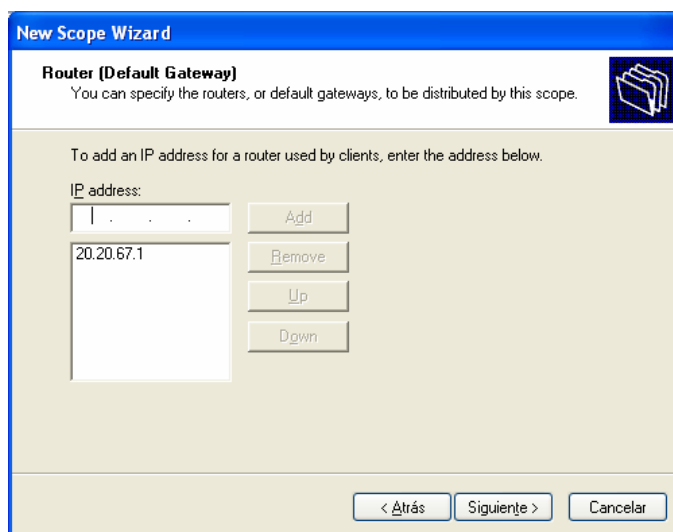 New Scope Wizard
Router (Default Gateway)
You can specify the routers, or default gateways, to be distributed by this scope.
To add an IP address for a router used by clients, enter the address below.
IP address:
. . .
Add
20.20.67.1
Remove
Up
Down
< Atrás
Siguiente >
Cancelar